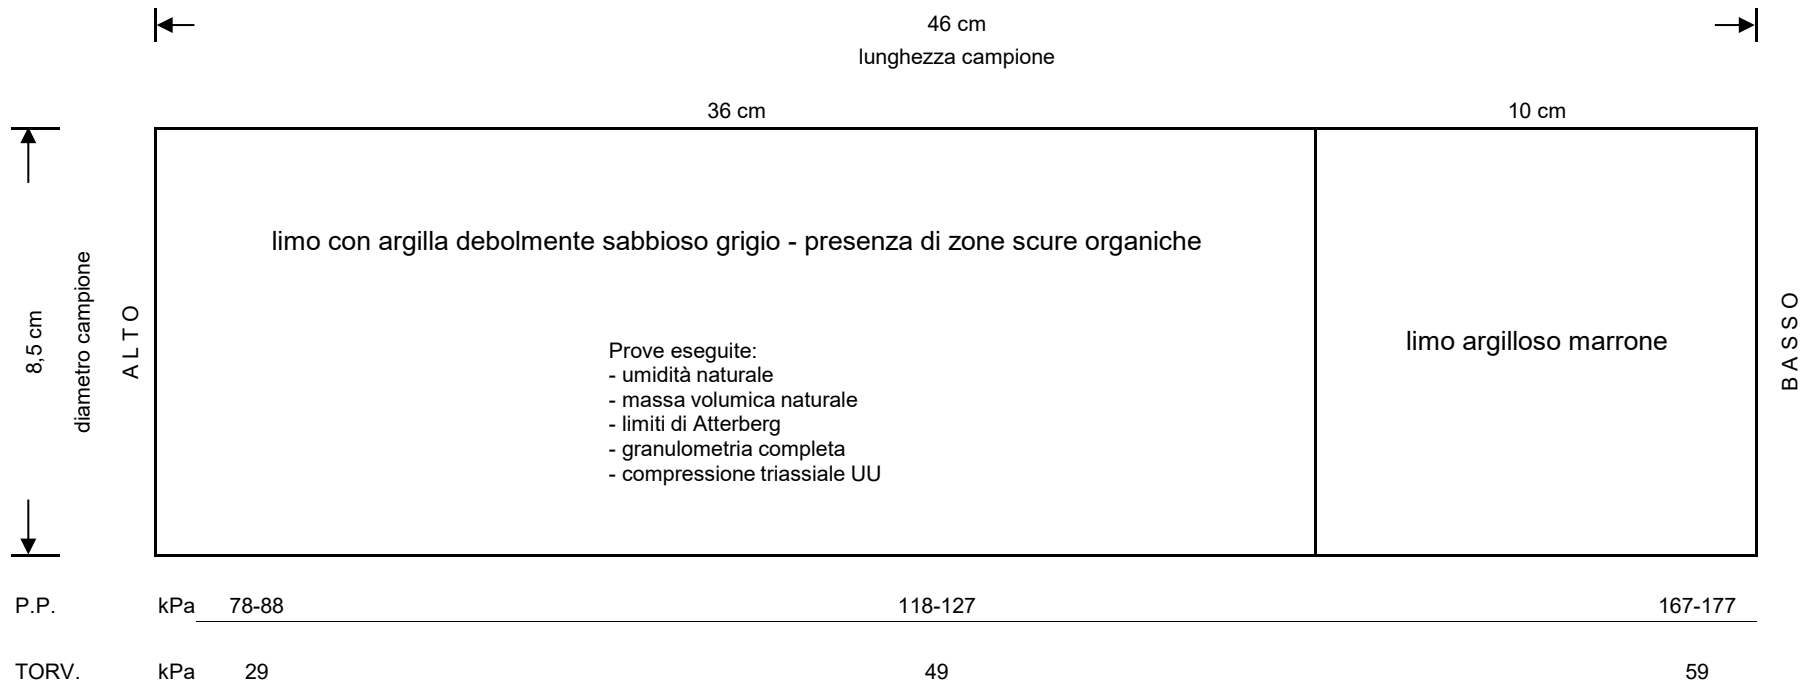 46 cm
lunghezza campione
36 cm
10 cm
8,5 cm
diametro campione
ALTO
limo con argilla debolmente sabbioso grigio - presenza di zone scure organiche
Prove eseguite:
- umidità naturale
- massa volumica naturale
- limiti di Atterberg
- granulometria completa
- compressione triassiale UU
limo argilloso marrone
BASSO
P.P. kPa 78-88 118-127 167-177
TORV. kPa 29 49 59